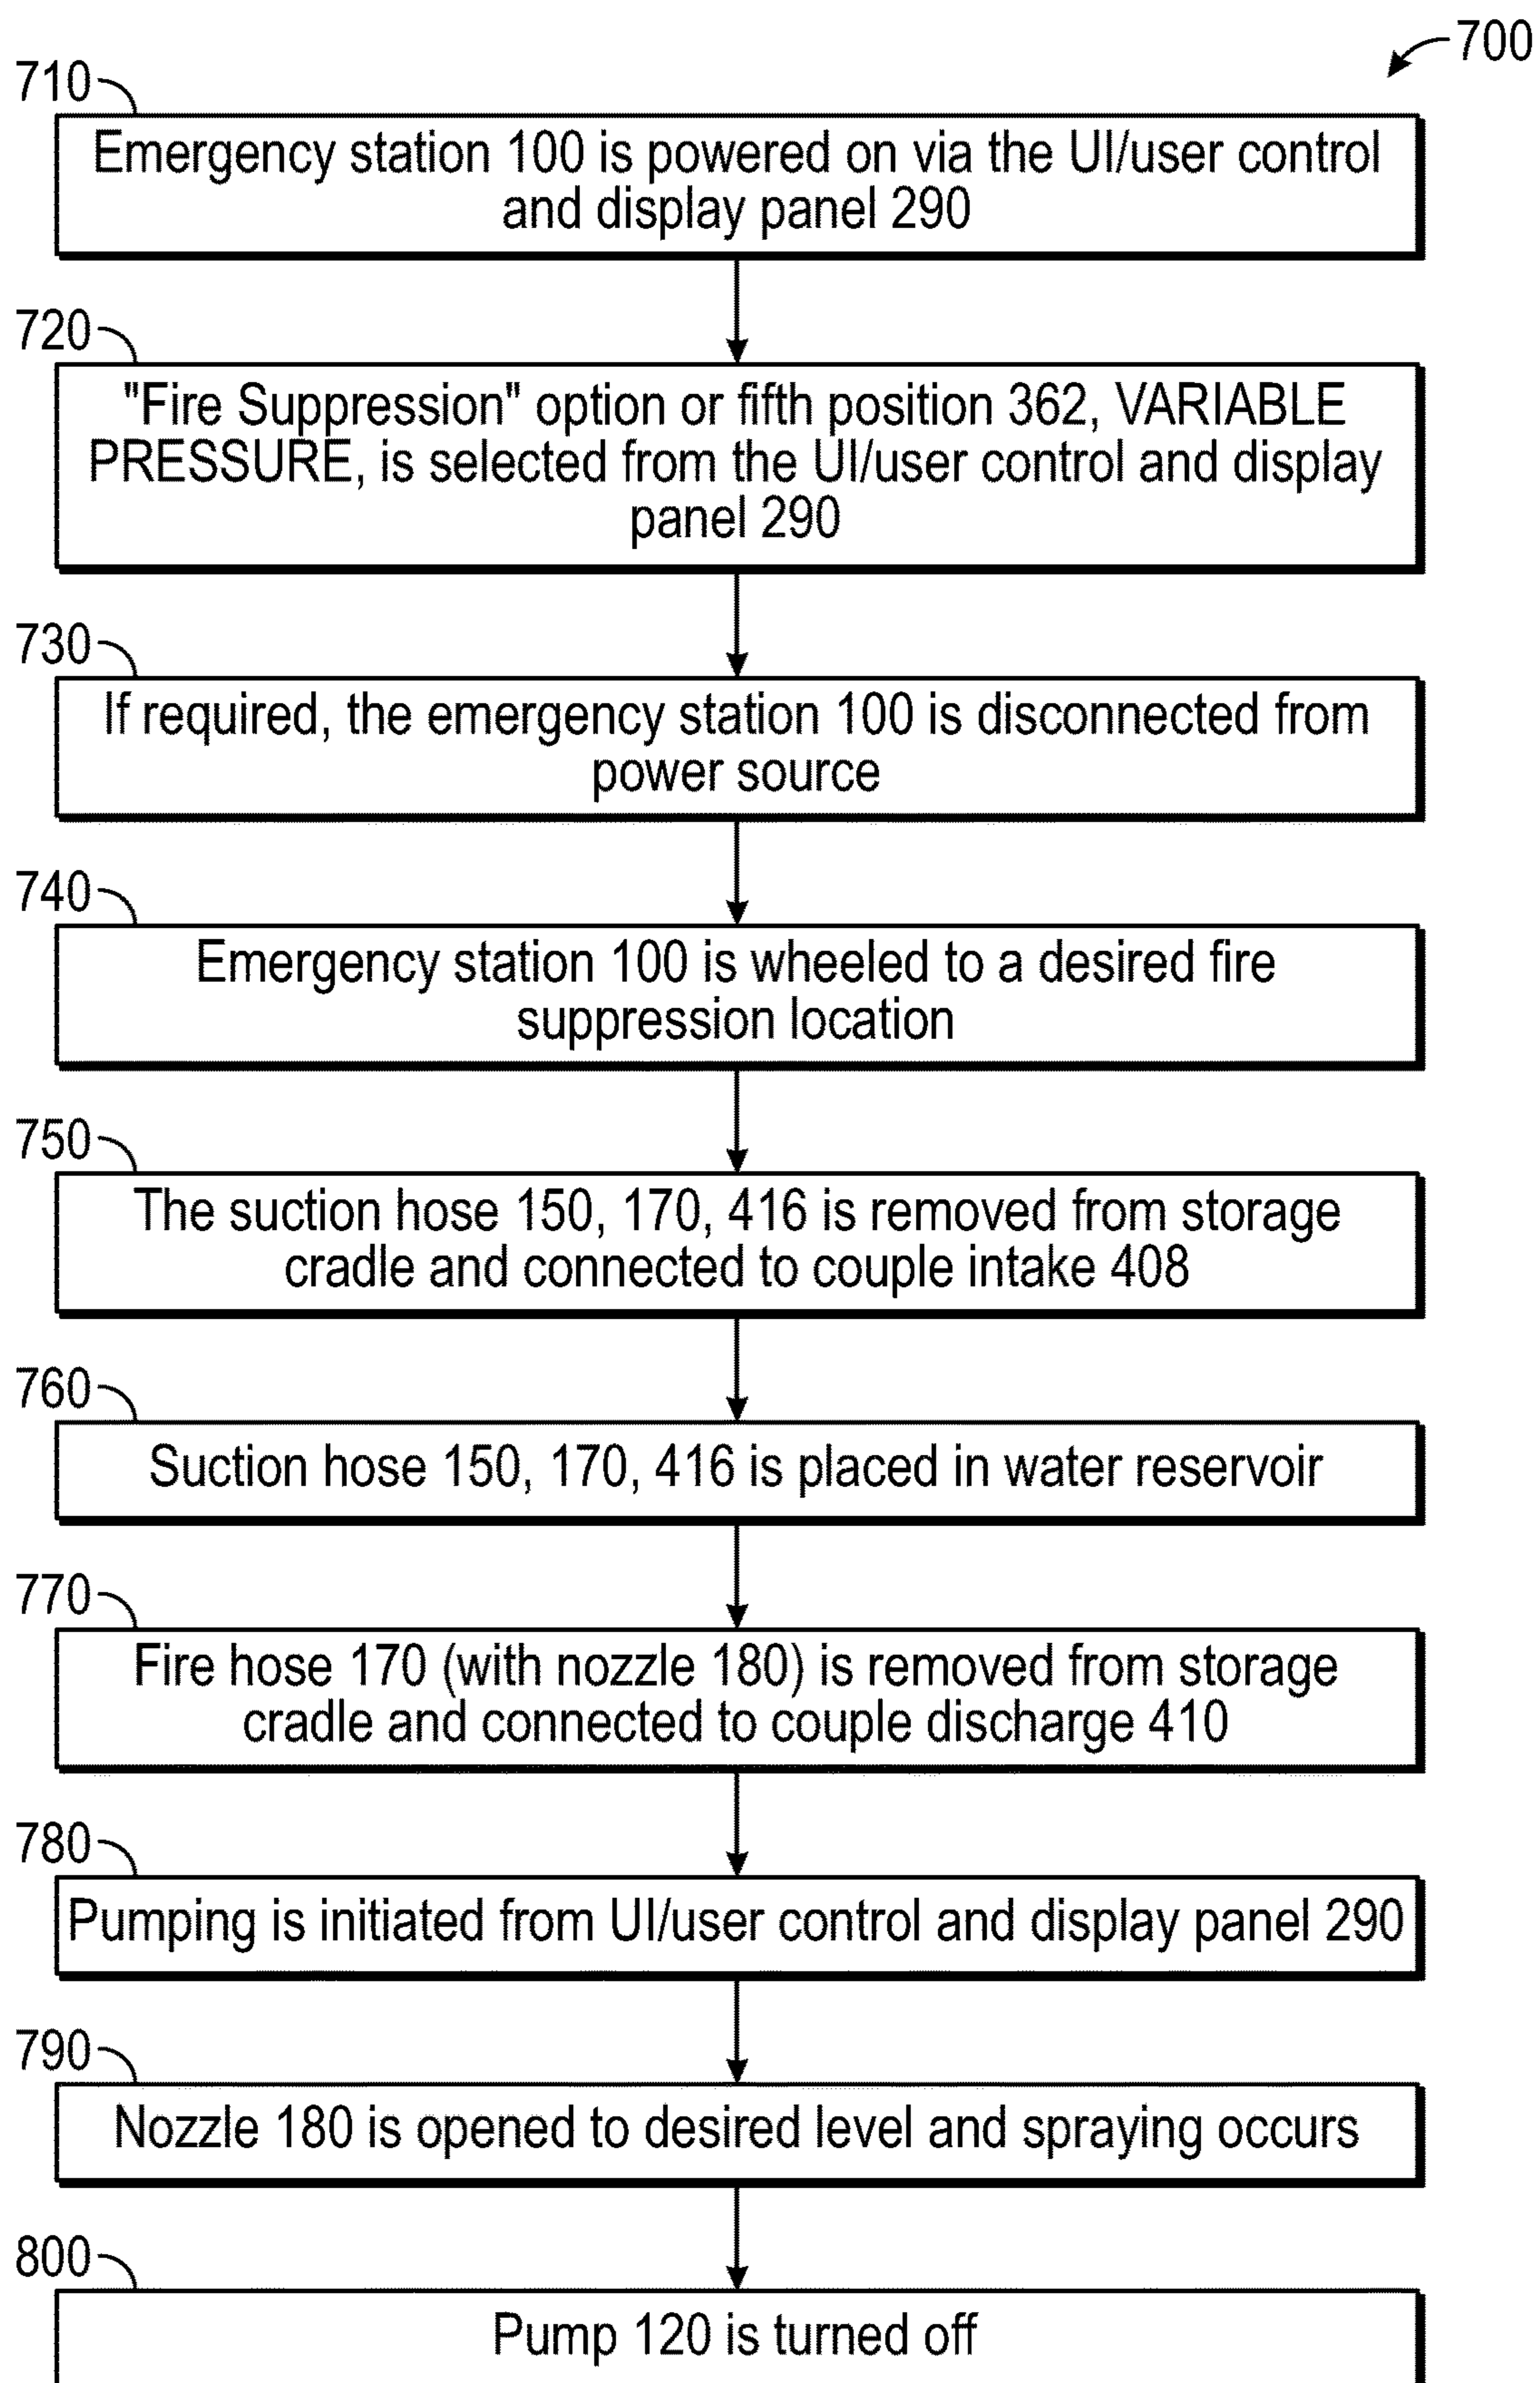 700
710
Emergency station 100 is powered on via the UI/user control
and display panel 290
720
"Fire Suppression" option or fifth position 362, VARIABLE
PRESSURE, is selected from the UI/user control and display
panel 290
730
If required, the emergency station 100 is disconnected from
power source
740
Emergency station 100 is wheeled to a desired fire
suppression location
750
The suction hose 150, 170, 416 is removed from storage
cradle and connected to couple intake 408
760
Suction hose 150, 170, 416 is placed in water reservoir
770
Fire hose 170 (with nozzle 180) is removed from storage
cradle and connected to couple discharge 410
780
Pumping is initiated from UI/user control and display panel 290
790
Nozzle 180 is opened to desired level and spraying occurs
800
Pump 120 is turned off